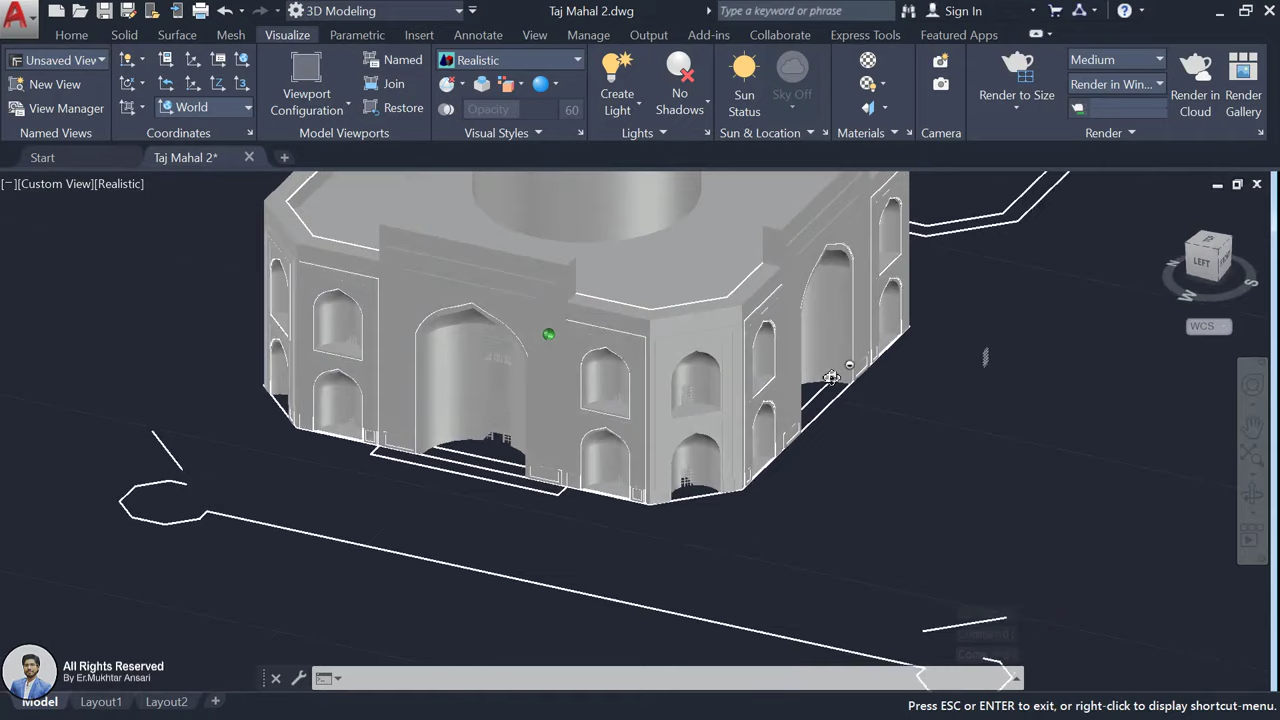 3D Modeling
Taj Mahal 2.dwg
Type a keyword or phrase
Sign In
Home Solid Surface Mesh Visualize Parametric Insert Annotate View Manage Output Add-ins Collaborate Express Tools Featured Apps
Unsaved View
New View
View Manager
Named Views
World
Coordinates
Viewport
Configuration
Named
Join
Restore
Model Viewports
Realistic
Opacity 60
Visual Styles
Create
Light
No
Shadows
Lights
Sun
Status
Sky Off
Sun & Location
Materials
Camera
Render to Size
Medium
Render in Win...
Render in
Cloud
Render
Gallery
Render
Start
Taj Mahal 2*
[−][Custom View][Realistic]
LEFT
W
S
WCS
All Rights Reserved
By Er.Mukhtar Ansari
Model Layout1 Layout2
Press ESC or ENTER to exit, or right-click to display shortcut-menu.